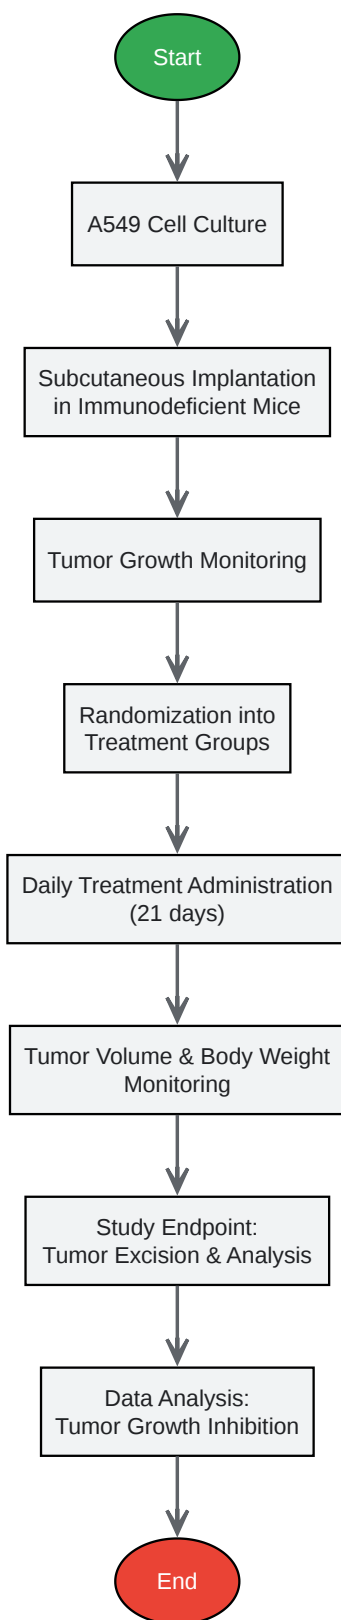 Start
A549 Cell Culture
Subcutaneous Implantation
in Immunodeficient Mice
Tumor Growth Monitoring
Randomization into
Treatment Groups
Daily Treatment Administration
(21 days)
Tumor Volume & Body Weight
Monitoring
Study Endpoint:
Tumor Excision & Analysis
Data Analysis:
Tumor Growth Inhibition
End